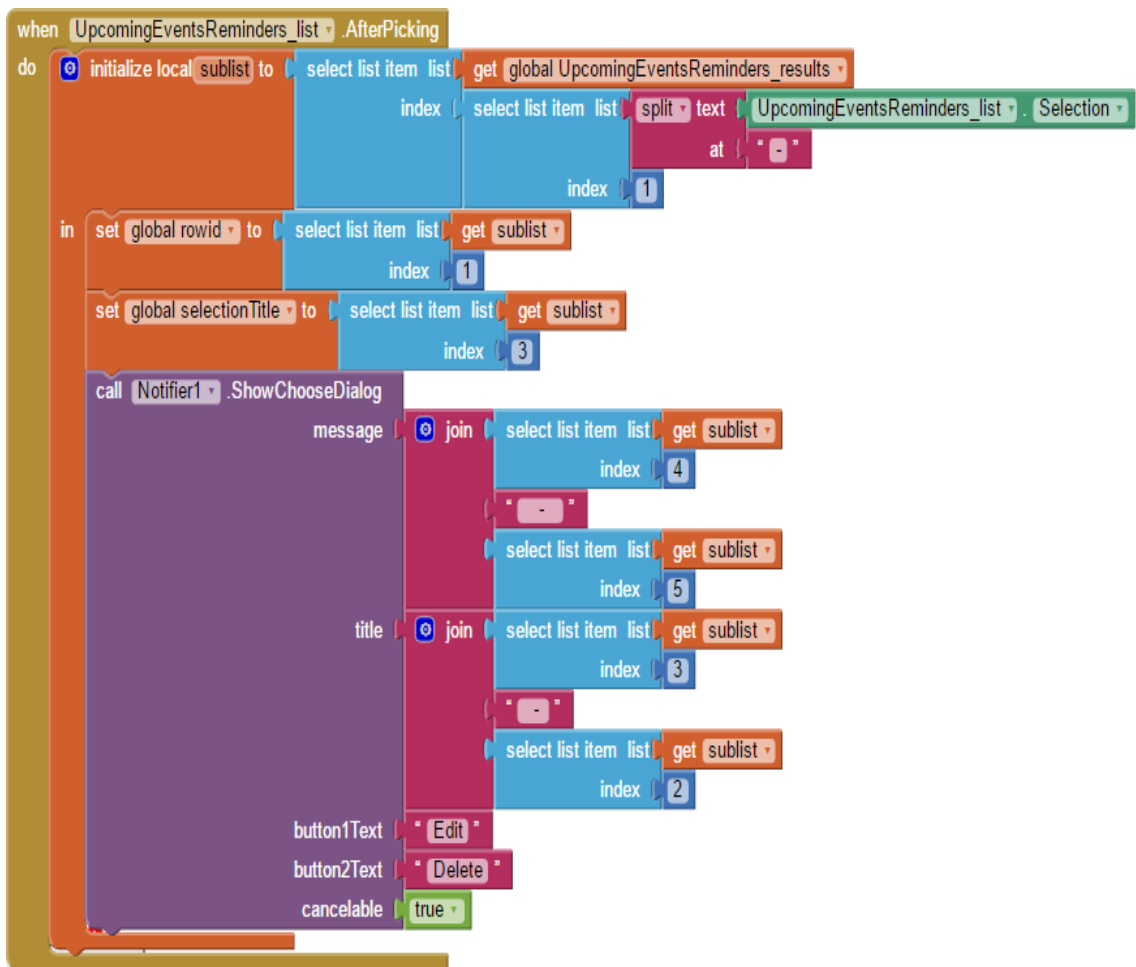 when UpcomingEventsReminders_list .AfterPicking
do initialize local sublist to select list item list get global UpcomingEventsReminders_results
index select list item list split text UpcomingEventsReminders_list . Selection
at " - "
index 1
in set global rowid to select list item list get sublist
index 1
set global selectionTitle to select list item list get sublist
index 3
call Notifier1 .ShowChooseDialog
message join select list item list get sublist
index 4
" - "
select list item list get sublist
index 5
title join select list item list get sublist
index 3
" - "
select list item list get sublist
index 2
button1Text " Edit "
button2Text " Delete "
cancelable true